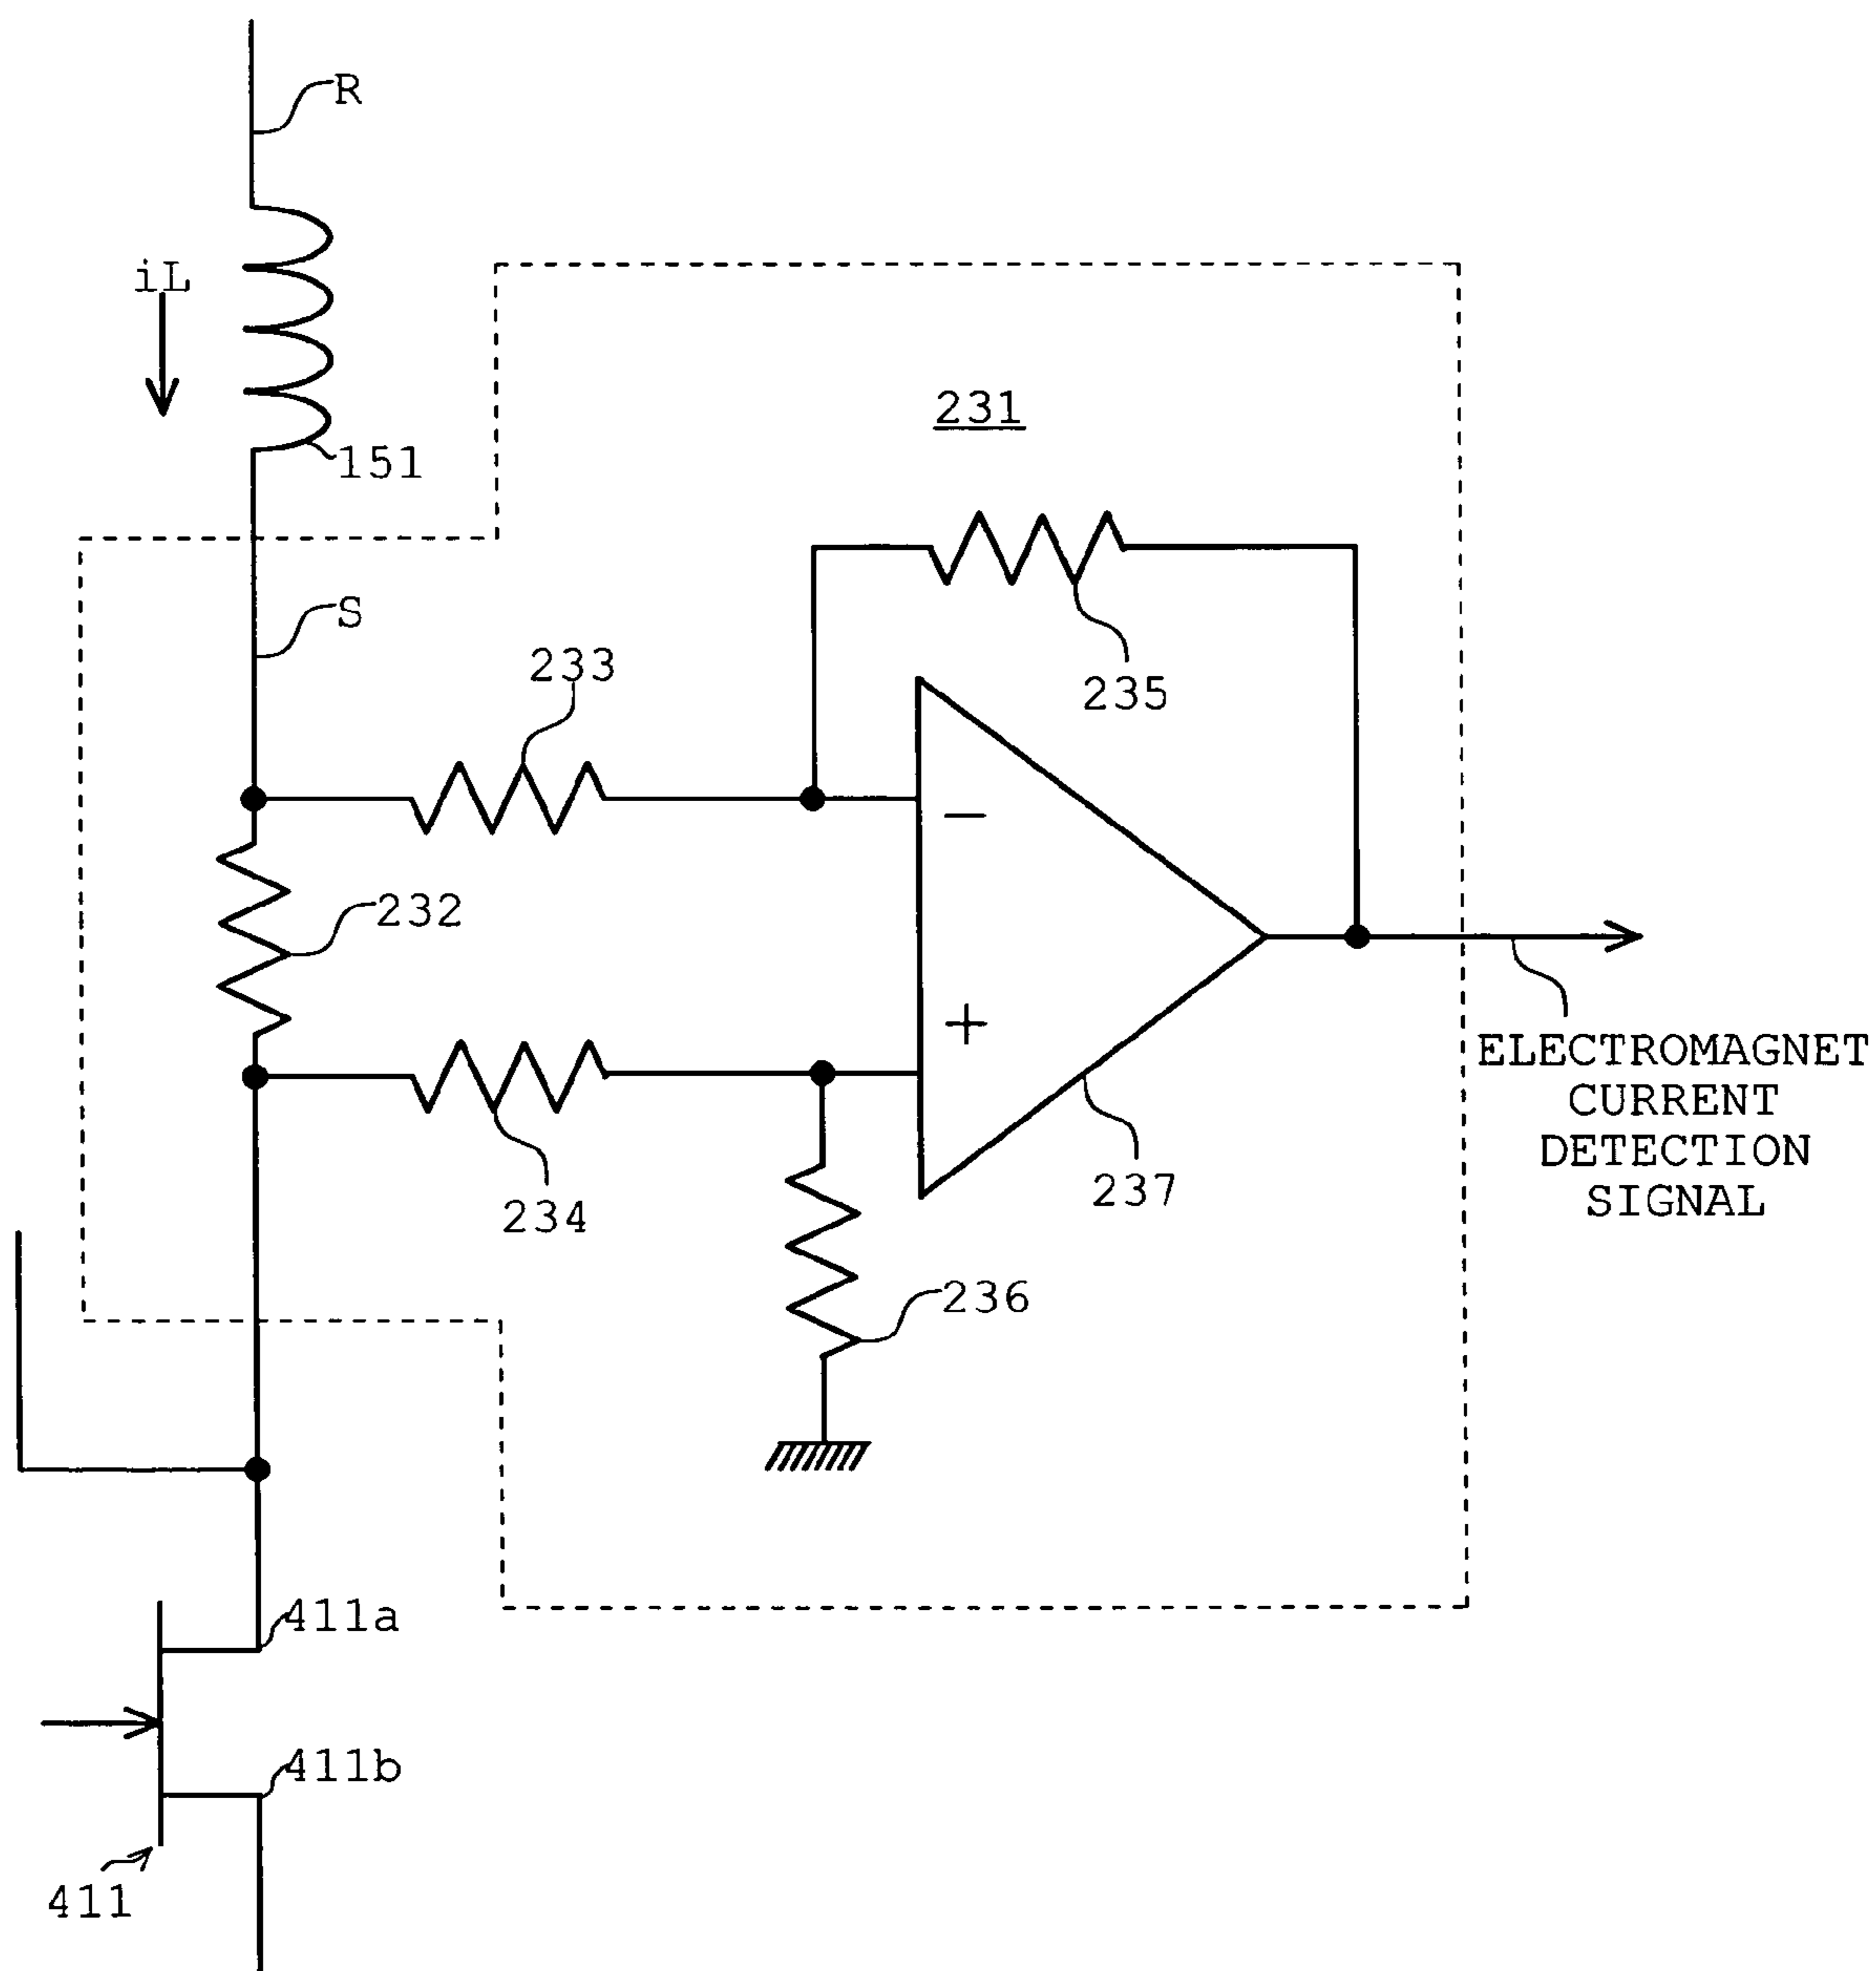 R
iL
231
151
S
233
235
232
−
+
ELECTROMAGNET
CURRENT
DETECTION
SIGNAL
237
234
236
411a
411b
411